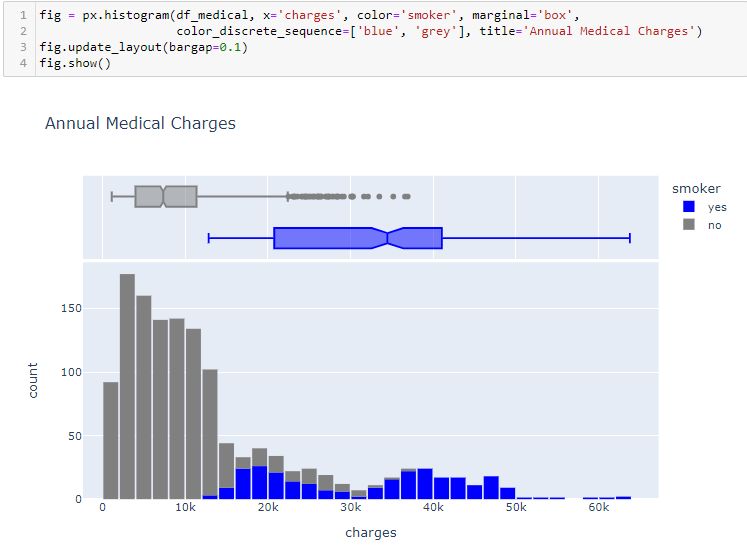 1 fig = px.histogram(df_medical, x='charges', color='smoker', marginal='box',
2 color_discrete_sequence=['blue', 'grey'], title='Annual Medical Charges')
3 fig.update_layout(bargap=0.1)
4 fig.show()
Annual Medical Charges
smoker
yes
no
150
100
50
0
count
0 10k 20k 30k 40k 50k 60k
charges